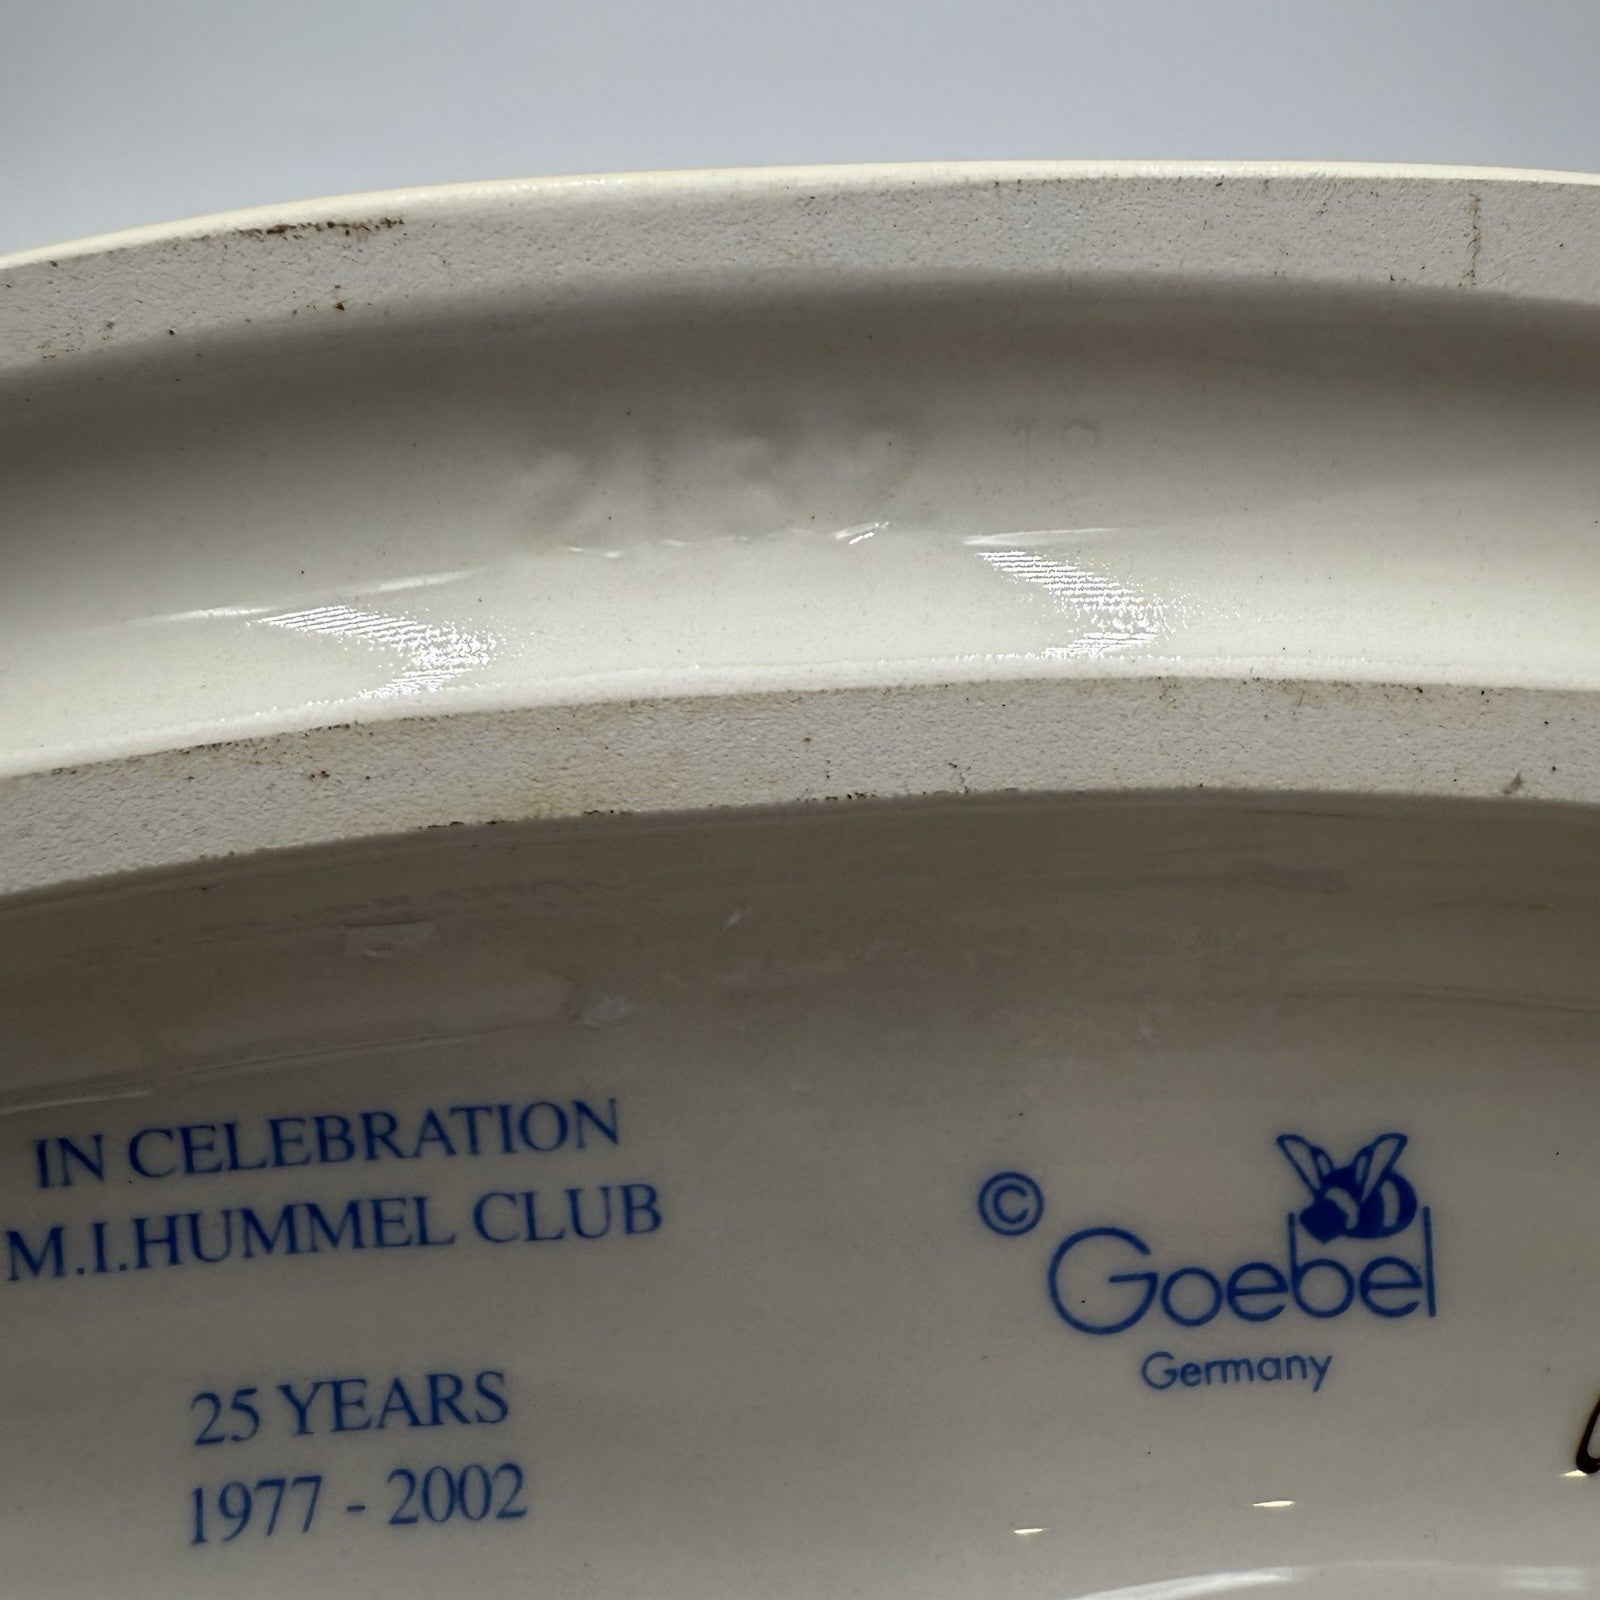 IN CELEBRATION
M.I.HUMMEL CLUB
25 YEARS
1977 - 2002
©
Goebel
Germany